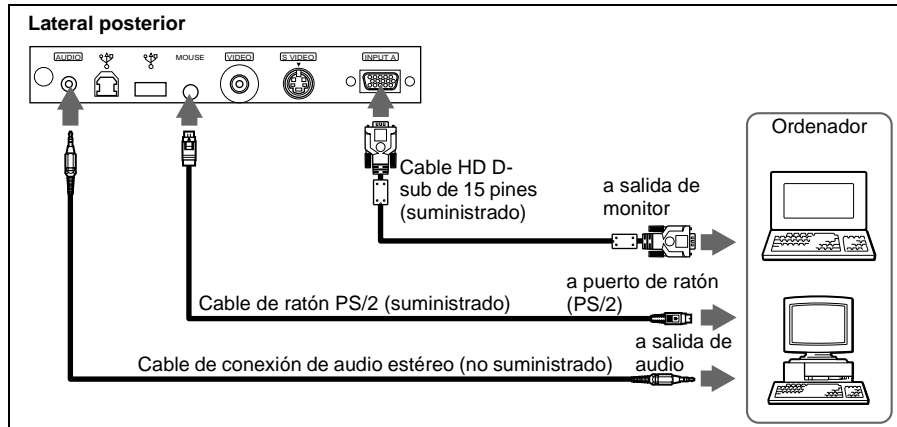 Lateral posterior
AUDIO
MOUSE
VIDEO
S VIDEO
INPUT A
Ordenador
Cable HD D-
sub de 15 pines
(suministrado)
a salida de
monitor
a puerto de ratón
(PS/2)
Cable de ratón PS/2 (suministrado)
a salida de
audio
Cable de conexión de audio estéreo (no suministrado)